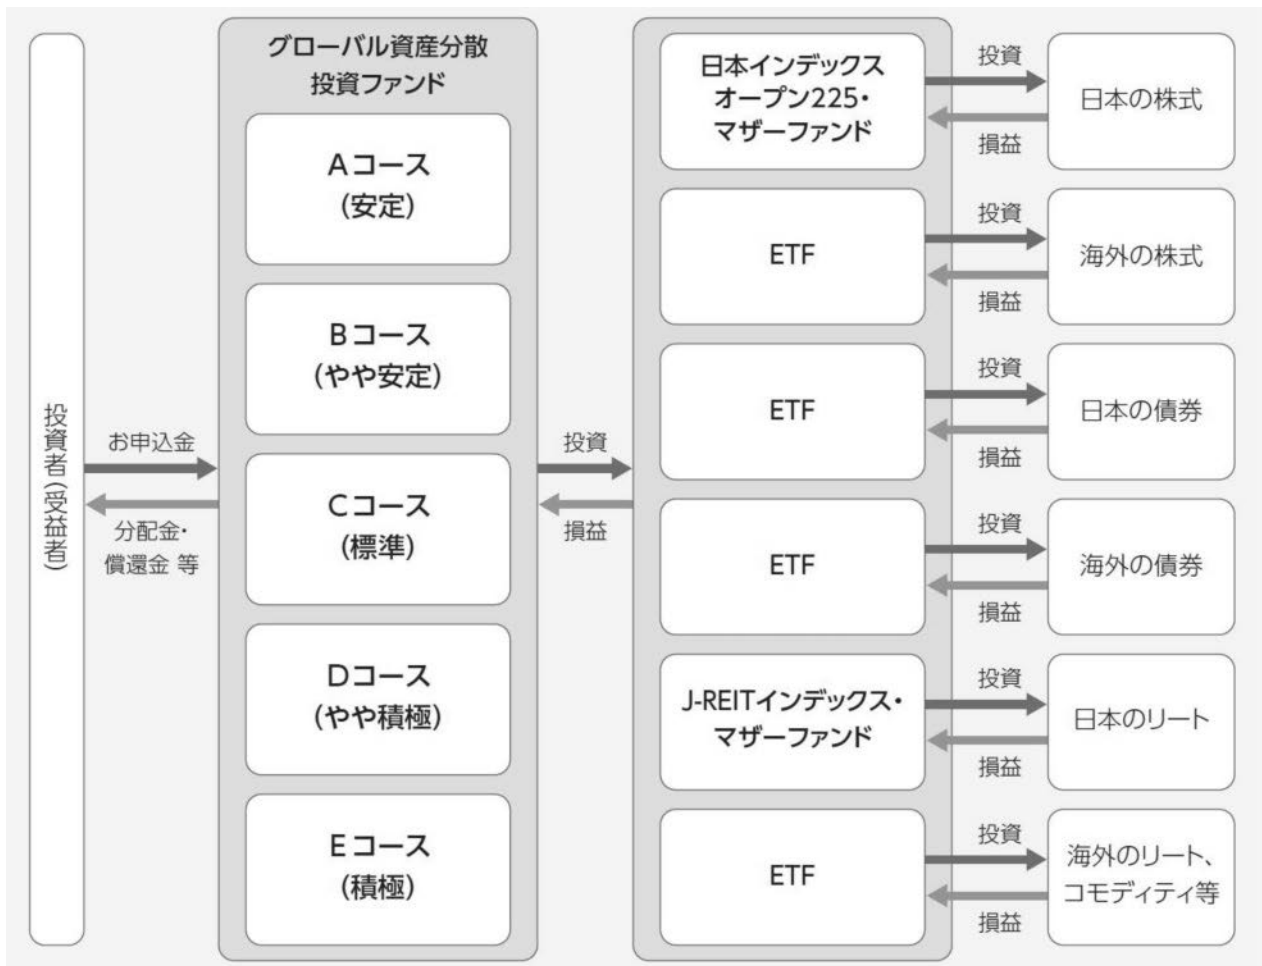 投資者(受益者)
お申込金
分配金・
償還金 等
グローバル資産分散
投資ファンド
Aコース
(安定)
Bコース
(やや安定)
Cコース
(標準)
Dコース
(やや積極)
Eコース
(積極)
投資
損益
日本インデックス
オープン225・
マザーファンド
投資
損益
日本の株式
ETF
投資
損益
海外の株式
ETF
投資
損益
日本の債券
ETF
投資
損益
海外の債券
J-REITインデックス・
マザーファンド
投資
損益
日本のリート
ETF
投資
損益
海外のリート、
コモディティ等